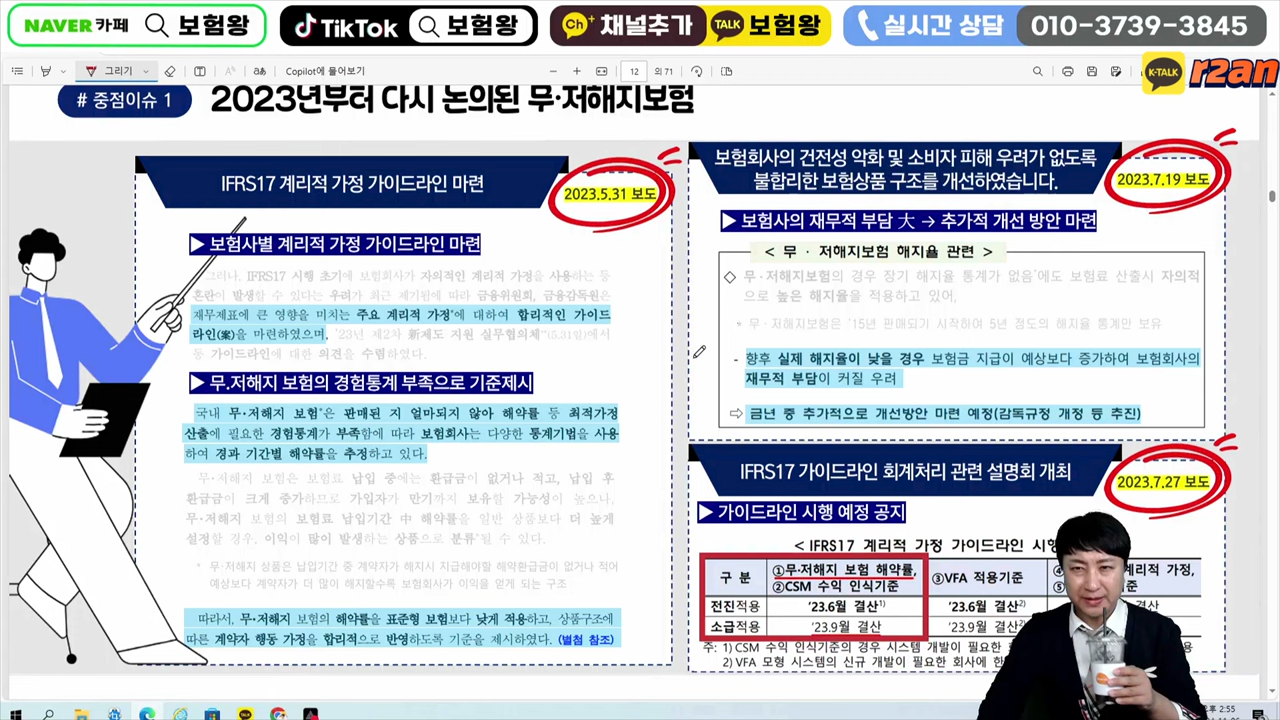 NAVER 카페 보험왕
TikTok 보험왕
Ch+ 채널추가 TALK 보험왕
실시간 상담 010-3739-3845
K-TALK r2an
그리기
Copilot에 물어보기
12 의 71
# 중점이슈 1
2023년부터 다시 논의된 무·저해지보험
IFRS17 계리적 가정 가이드라인 마련
2023.5.31 보도
▶ 보험사별 계리적 가정 가이드라인 마련
그러나, IFRS17 시행 초기에 보험회사가 자의적인 계리적 가정을 사용하는 등
혼란이 발생할 수 있다는 우려가 최근 제기됨에 따라 금융위원회, 금융감독원은
재무제표에 큰 영향을 미치는 주요 계리적 가정*에 대하여 합리적인 가이드
라인(案)을 마련하였으며, '23년 제2차 新제도 지원 실무협의체**(5.31일)에서
동 가이드라인에 대한 의견을 수렴하였다.
▶ 무.저해지 보험의 경험통계 부족으로 기준제시
국내 무·저해지 보험*은 판매된 지 얼마되지 않아 해약률 등 최적가정
산출에 필요한 경험통계가 부족함에 따라 보험회사는 다양한 통계기법을 사용
하여 경과 기간별 해약률을 추정하고 있다.
무·저해지 보험은 보험료 납입 중에는 환급금이 없거나 적고, 납입 후
환급금이 크게 증가하므로 가입자가 만기까지 보유할 가능성이 높으나,
무·저해지 보험의 보험료 납입기간 中 해약률을 일반 상품보다 더 높게
설정할 경우, 이익이 많이 발생하는 상품으로 분류*될 수 있다.
* 무·저해지 상품은 납입기간 중 계약자가 해지시 지급해야할 해약환급금이 없거나 적어
예상보다 계약자가 더 많이 해지할수록 보험회사가 이익을 얻게 되는 구조
따라서, 무·저해지 보험의 해약률을 표준형 보험보다 낮게 적용하고, 상품구조에
따른 계약자 행동 가정을 합리적으로 반영하도록 기준을 제시하였다. (별첨 참조)
보험회사의 건전성 악화 및 소비자 피해 우려가 없도록
불합리한 보험상품 구조를 개선하였습니다.
2023.7.19 보도
▶ 보험사의 재무적 부담 大 → 추가적 개선 방안 마련
< 무 · 저해지보험 해지율 관련 >
◇ 무·저해지보험의 경우 장기 해지율 통계가 없음*에도 보험료 산출시 자의적
으로 높은 해지율을 적용하고 있어,
* 무·저해지보험은 '15년 판매되기 시작하여 5년 정도의 해지율 통계만 보유
- 향후 실제 해지율이 낮을 경우 보험금 지급이 예상보다 증가하여 보험회사의
재무적 부담이 커질 우려
⇨ 금년 중 추가적으로 개선방안 마련 예정(감독규정 개정 등 추진)
IFRS17 가이드라인 회계처리 관련 설명회 개최
2023.7.27 보도
▶ 가이드라인 시행 예정 공지
< IFRS17 계리적 가정 가이드라인 시행
구 분 ①무·저해지 보험 해약률, ②CSM 수익 인식기준 ③VFA 적용기준 계리적 가정,
전진적용 '23.6월 결산1) '23.6월 결산2) 결산
소급적용 '23.9월 결산 '23.9월 결산
주: 1) CSM 수익 인식기준의 경우 시스템 개발이 필요한
2) VFA 모형 시스템의 신규 개발이 필요한 회사에 한
오후 2:55